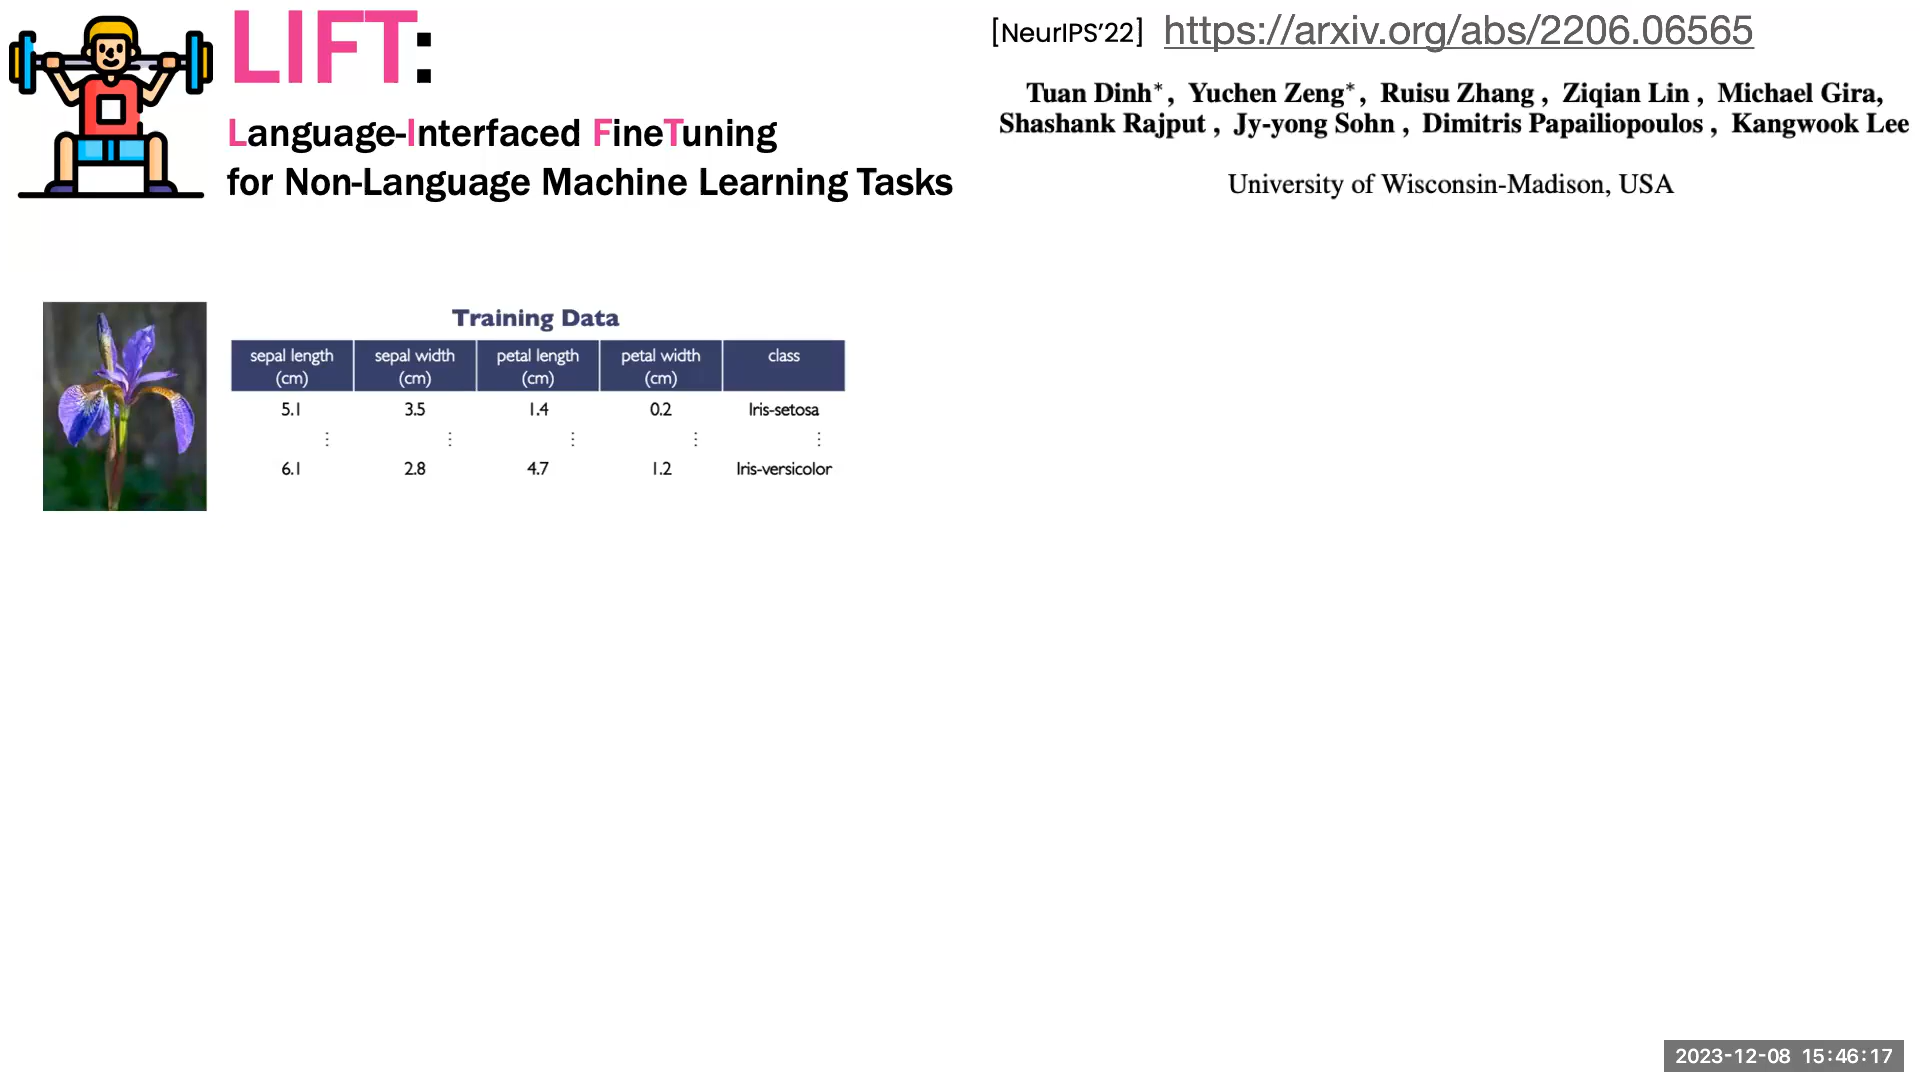 LIFT:
Language-Interfaced FineTuning
for Non-Language Machine Learning Tasks
[NeurIPS'22] https://arxiv.org/abs/2206.06565
Tuan Dinh*, Yuchen Zeng*, Ruisu Zhang, Ziqian Lin, Michael Gira,
Shashank Rajput, Jy-yong Sohn, Dimitris Papailiopoulos, Kangwook Lee
University of Wisconsin-Madison, USA
Training Data
sepal length (cm) sepal width (cm) petal length (cm) petal width (cm) class
5.1 3.5 1.4 0.2 Iris-setosa
⋮ ⋮ ⋮ ⋮ ⋮
6.1 2.8 4.7 1.2 Iris-versicolor
2023-12-08 15:46:17